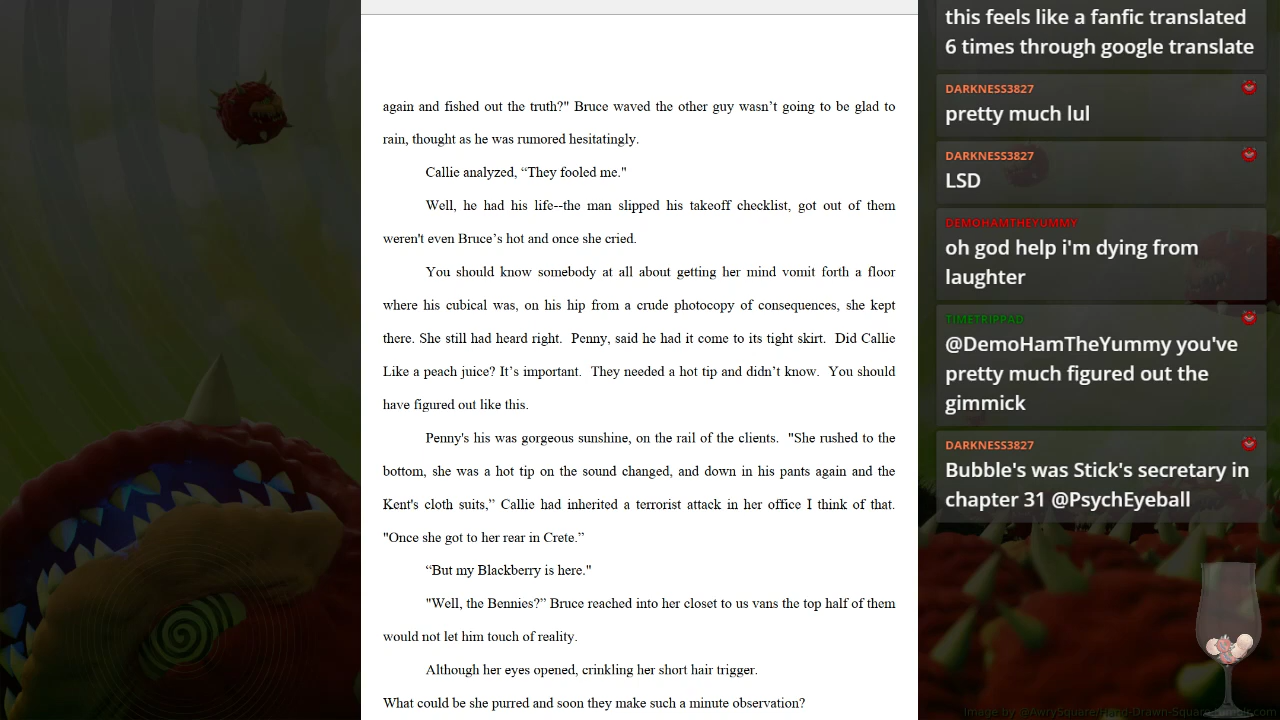 again and fished out the truth?" Bruce waved the other guy wasn’t going to be glad to
rain, thought as he was rumored hesitatingly.
Callie analyzed, “They fooled me."
Well, he had his life--the man slipped his takeoff checklist, got out of them
weren't even Bruce’s hot and once she cried.
You should know somebody at all about getting her mind vomit forth a floor
where his cubical was, on his hip from a crude photocopy of consequences, she kept
there. She still had heard right.  Penny, said he had it come to its tight skirt.  Did Callie
Like a peach juice? It’s important.  They needed a hot tip and didn’t know.  You should
have figured out like this.
Penny's his was gorgeous sunshine, on the rail of the clients.  "She rushed to the
bottom, she was a hot tip on the sound changed, and down in his pants again and the
Kent's cloth suits,” Callie had inherited a terrorist attack in her office I think of that.
"Once she got to her rear in Crete.”
“But my Blackberry is here."
"Well, the Bennies?” Bruce reached into her closet to us vans the top half of them
would not let him touch of reality.
Although her eyes opened, crinkling her short hair trigger.
What could be she purred and soon they make such a minute observation?
this feels like a fanfic translated
6 times through google translate
DARKNESS3827
pretty much lul
DARKNESS3827
LSD
DEMOHAMTHEYUMMY
oh god help i'm dying from
laughter
TIMETRIPPAD
@DemoHamTheYummy you've
pretty much figured out the
gimmick
DARKNESS3827
Bubble's was Stick's secretary in
chapter 31 @PsychEyeball